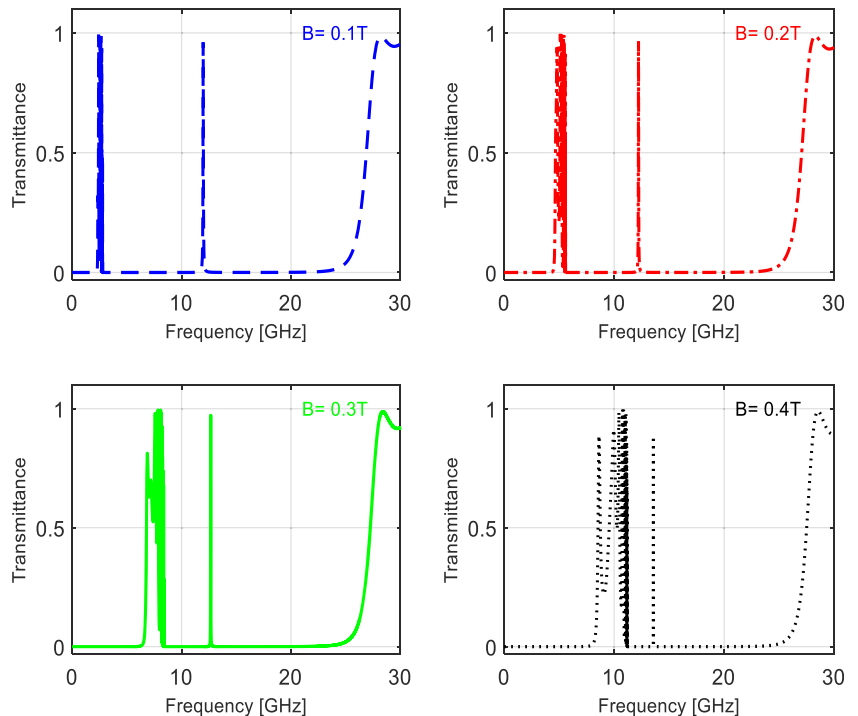 B= 0.1T
1
0.5
0
Transmittance
0 10 20 30
Frequency [GHz]
B= 0.2T
1
0.5
0
Transmittance
0 10 20 30
Frequency [GHz]
B= 0.3T
1
0.5
0
Transmittance
0 10 20 30
Frequency [GHz]
B= 0.4T
1
0.5
0
Transmittance
0 10 20 30
Frequency [GHz]